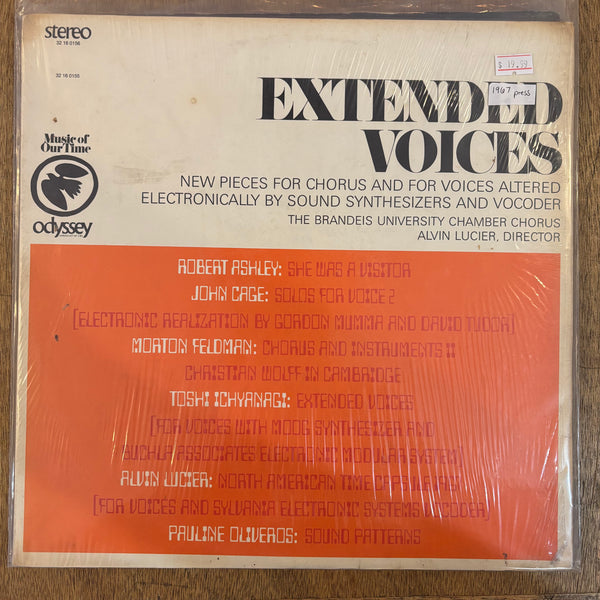 stereo
32 16 0156
32 16 0156
$ 19.99
1967 press
EXTENDED
VOICES
Music of
Our Time
odyssey
NEW PIECES FOR CHORUS AND FOR VOICES ALTERED
ELECTRONICALLY BY SOUND SYNTHESIZERS AND VOCODER
THE BRANDEIS UNIVERSITY CHAMBER CHORUS
ALVIN LUCIER, DIRECTOR
ROBERT ASHLEY: SHE WAS A VISITOR
JOHN CAGE: SOLOS FOR VOICE 2
[ELECTRONIC REALIZATION BY GORDON MUMMA AND DAVID TUDOR]
MORTON FELDMAN: CHORUS AND INSTRUMENTS II
CHRISTIAN WOLFF IN CAMBRIDGE
TOSHI ICHYANAGI: EXTENDED VOICES
[FOR VOICES WITH MOOG SYNTHESIZER AND
BUCHLA ASSOCIATES ELECTRONIC MODULAR SYSTEM]
ALVIN LUCIER: NORTH AMERICAN TIME CAPSULE 1967
[FOR VOICES AND SYLVANIA ELECTRONIC SYSTEMS VOCODER]
PAULINE OLIVEROS: SOUND PATTERNS